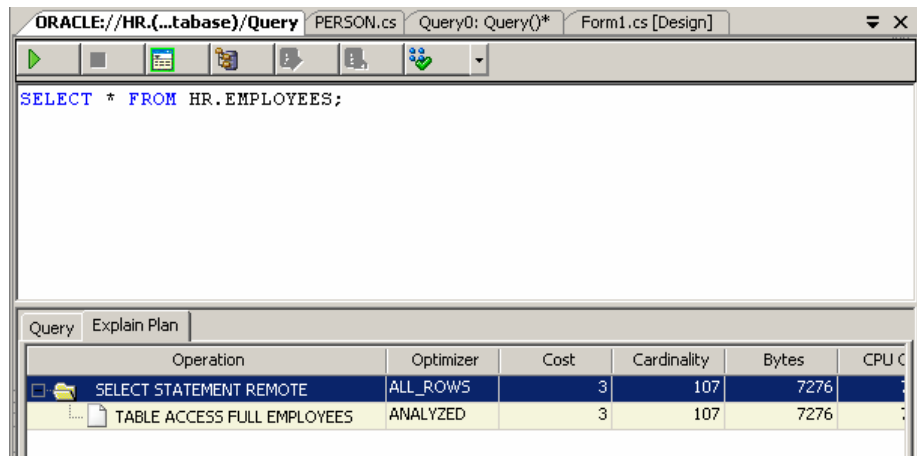 ORACLE://HR.(...tabase)/Query PERSON.cs Query0: Query()* Form1.cs [Design]
SELECT * FROM HR.EMPLOYEES;
Query Explain Plan
Operation Optimizer Cost Cardinality Bytes CPU C
SELECT STATEMENT REMOTE ALL_ROWS 3 107 7276
TABLE ACCESS FULL EMPLOYEES ANALYZED 3 107 7276